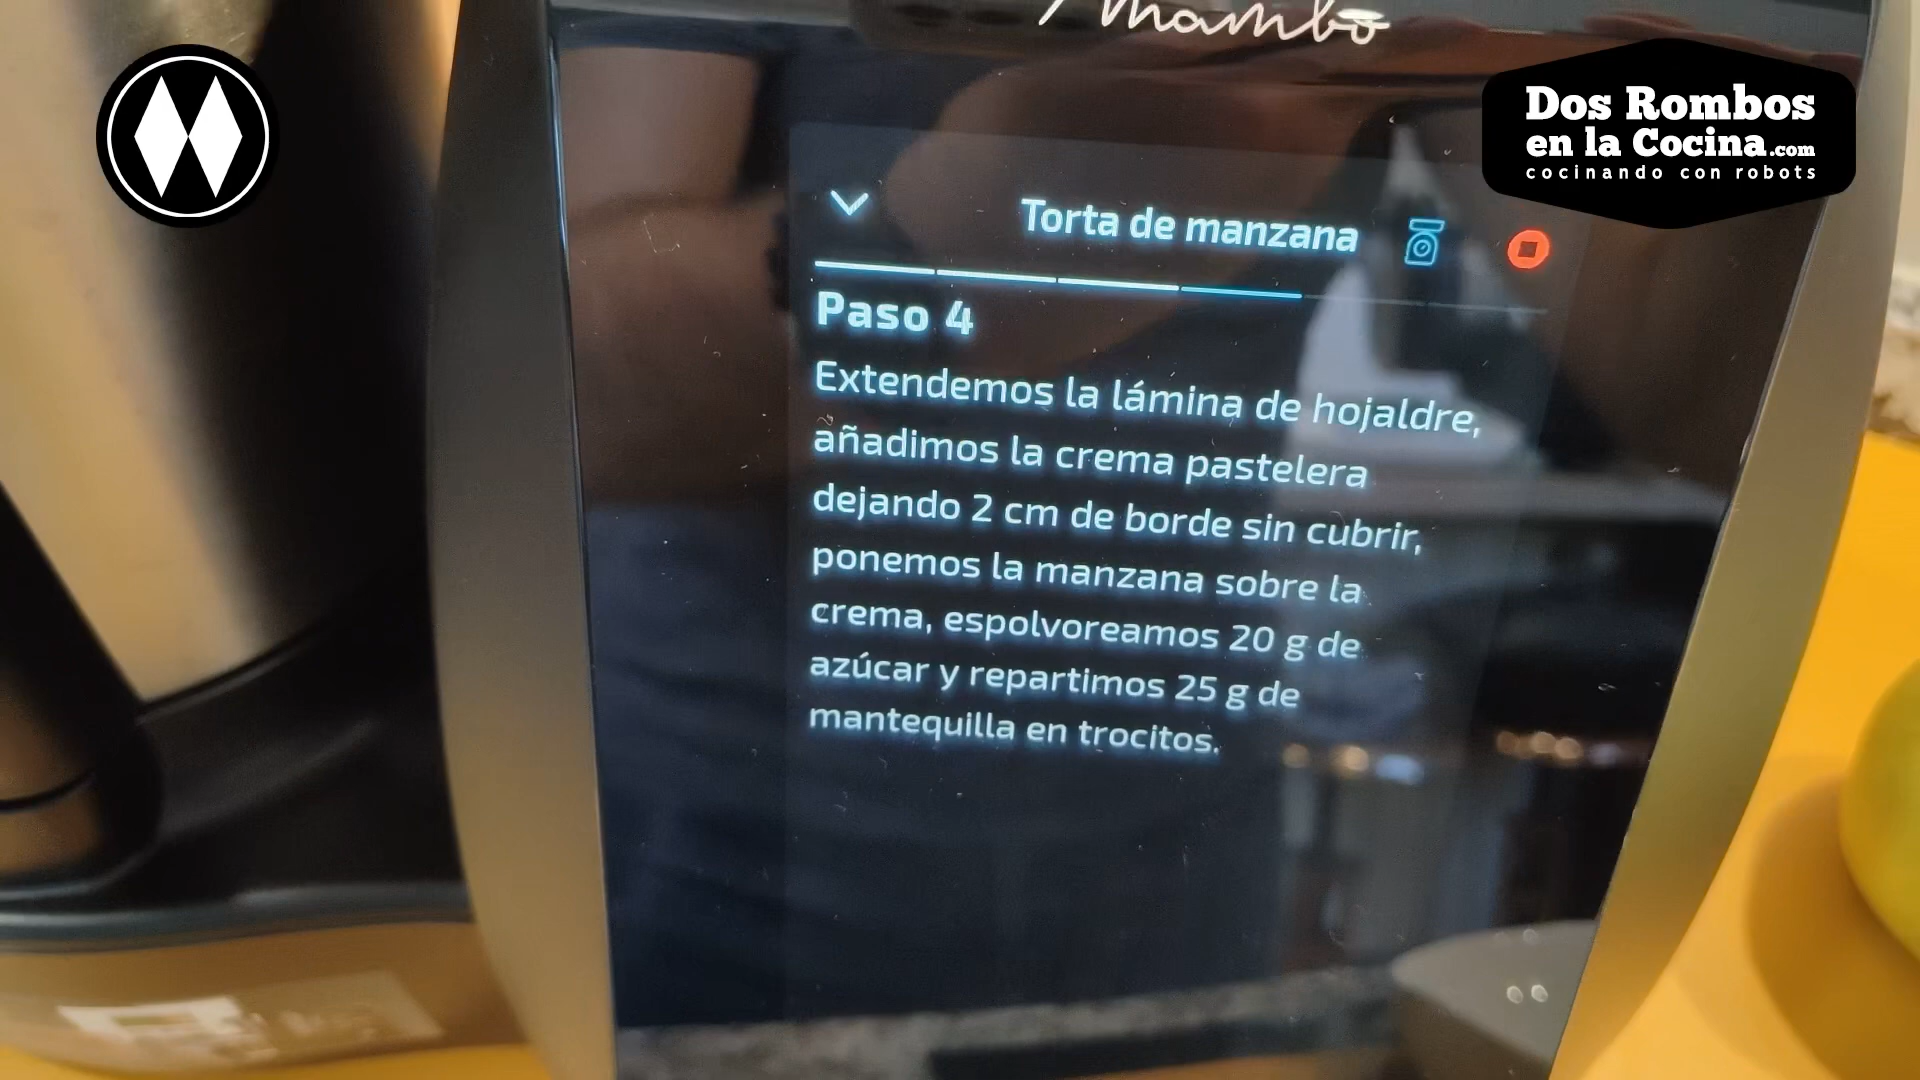 Mambo
Dos Rombos
en la Cocina.com
cocinando con robots
Torta de manzana
Paso 4
Extendemos la lámina de hojaldre,
añadimos la crema pastelera
dejando 2 cm de borde sin cubrir,
ponemos la manzana sobre la
crema, espolvoreamos 20 g de
azúcar y repartimos 25 g de
mantequilla en trocitos.